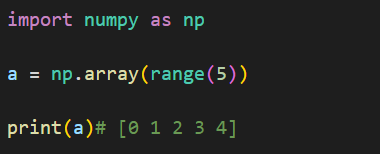 import numpy as np
a = np.array(range(5))
print(a)# [0 1 2 3 4]